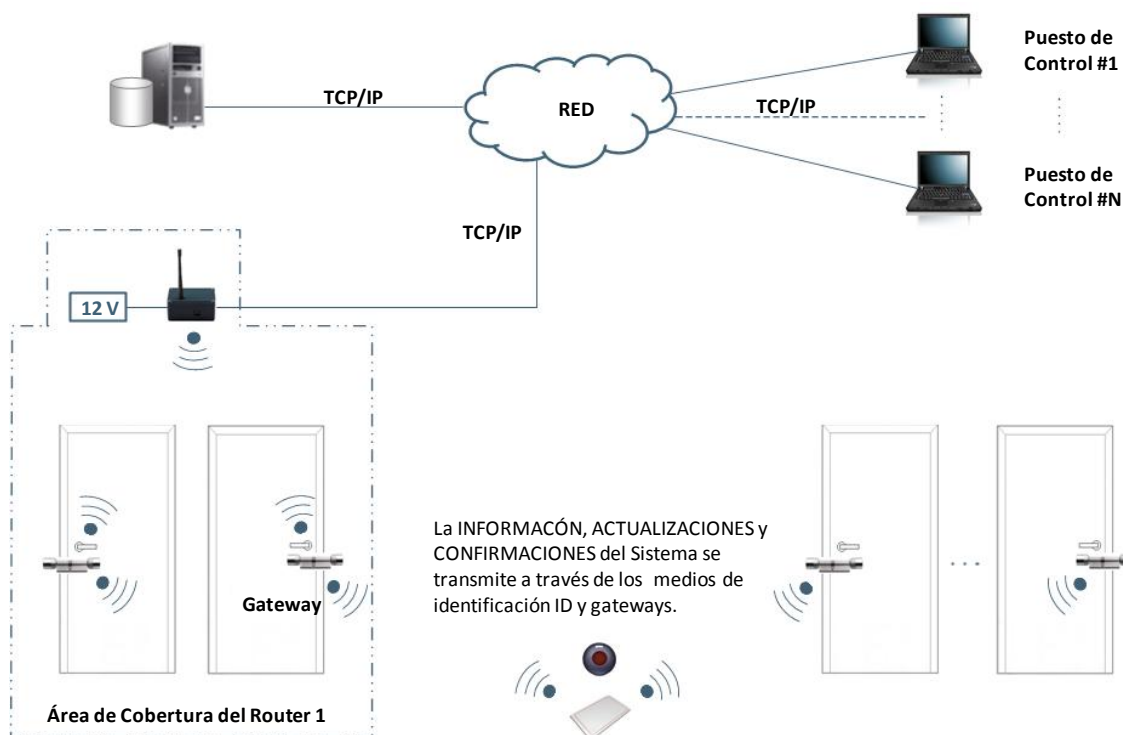 Puesto de
Control #1
TCP/IP
RED
TCP/IP
Puesto de
Control #N
TCP/IP
12 V
La INFORMACÓN, ACTUALIZACIONES y
CONFIRMACIONES del Sistema se
transmite a través de los medios de
identificación ID y gateways.
Gateway
Área de Cobertura del Router 1